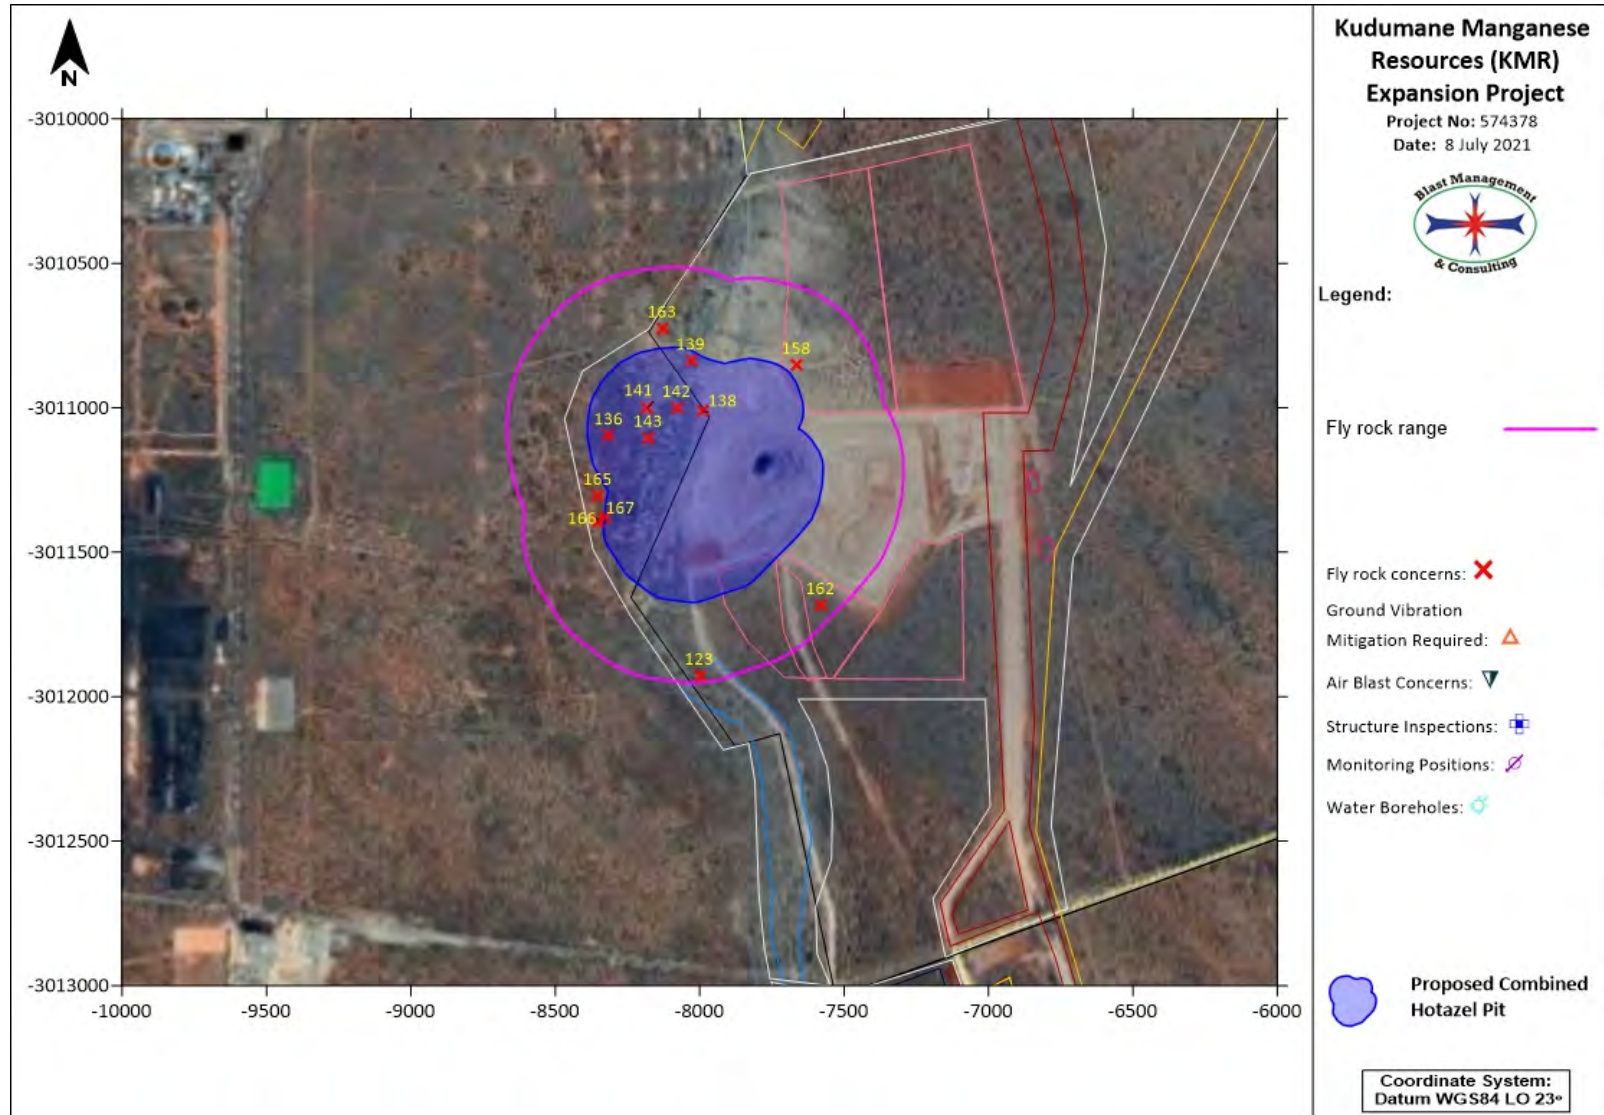 N
-3010000
-3010500
-3011000
-3011500
-3012000
-3012500
-3013000
-10000
-9500
-9000
-8500
-8000
-7500
-7000
-6500
-6000
163
139
158
141
142
138
136
143
165
167
166
162
123
Kudumane Manganese
Resources (KMR)
Expansion Project
Project No: 574378
Date: 8 July 2021
Blast Management
& Consulting
Legend:
Fly rock range
Fly rock concerns:
Ground Vibration
Mitigation Required:
Air Blast Concerns:
Structure Inspections:
Monitoring Positions:
Water Boreholes:
Proposed Combined
Hotazel Pit
Coordinate System:
Datum WGS84 LO 23°